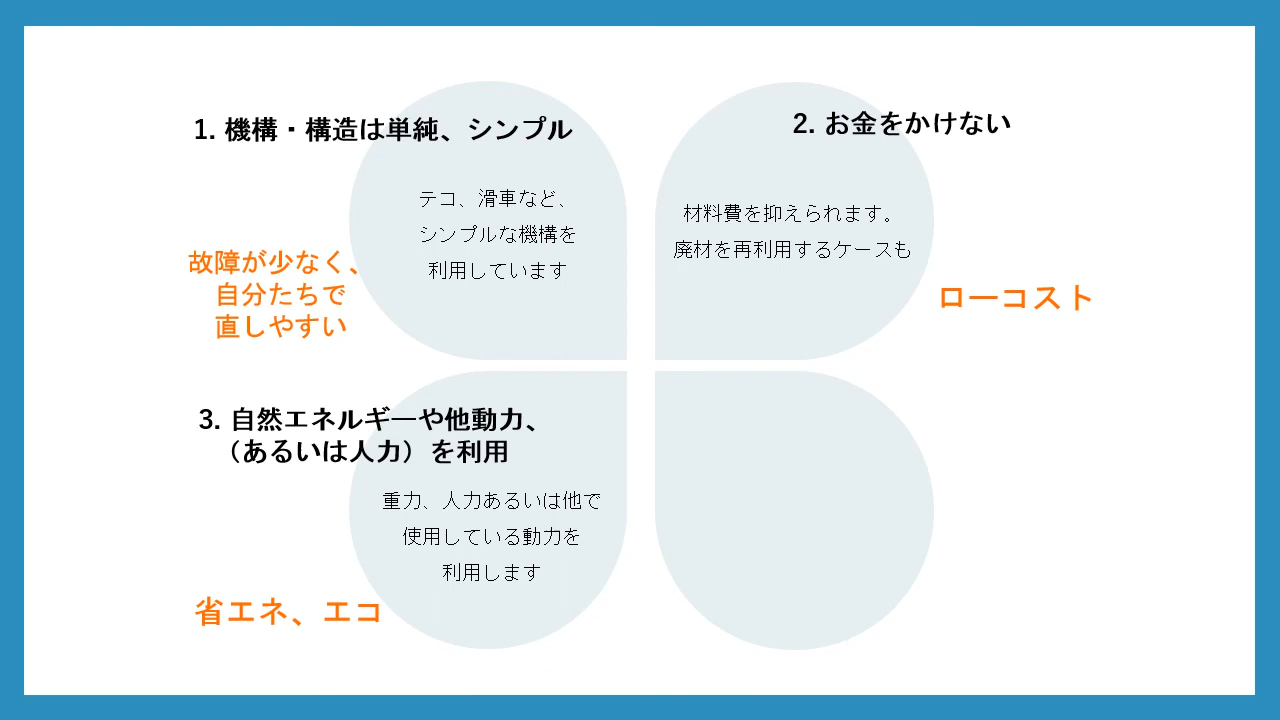 1. 機構・構造は単純、シンプル
テコ、滑車など、
シンプルな機構を
利用しています
故障が少なく、
自分たちで
直しやすい
2. お金をかけない
材料費を抑えられます。
廃材を再利用するケースも
ローコスト
3. 自然エネルギーや他動力、
（あるいは人力）を利用
重力、人力あるいは他で
使用している動力を
利用します
省エネ、エコ